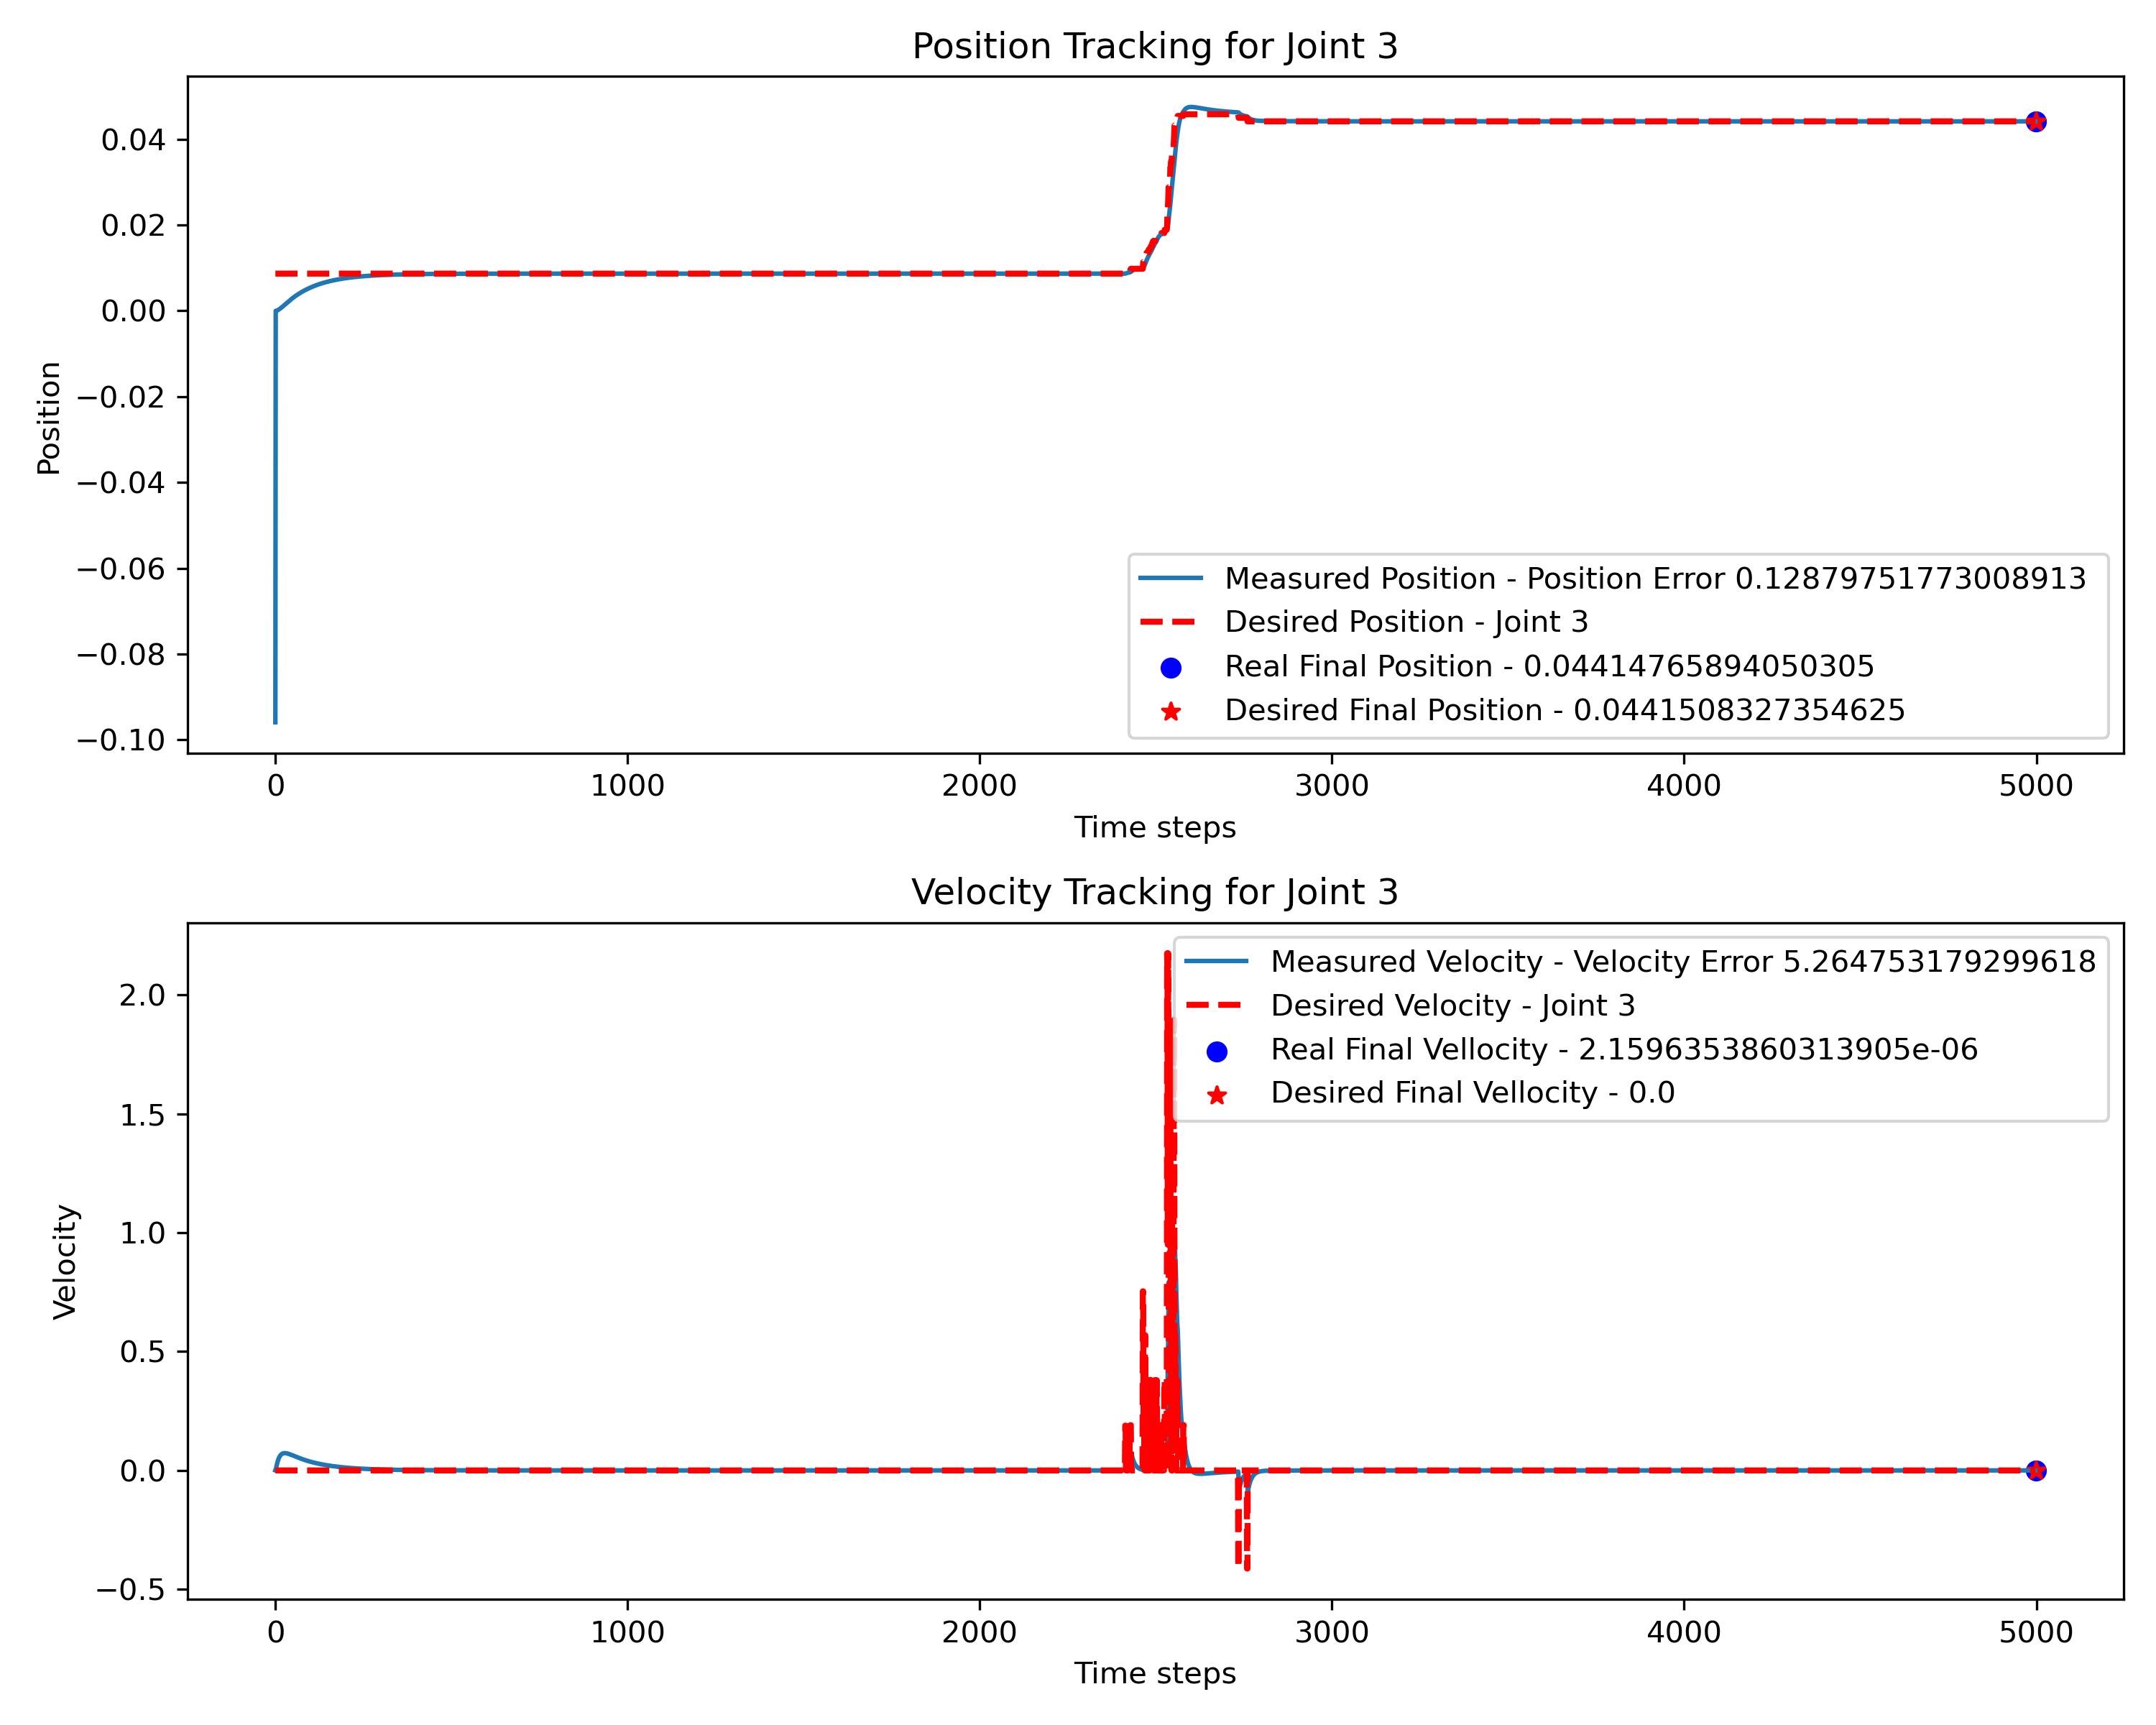 Position Tracking for Joint 3
Position
0.04
0.02
0.00
−0.02
−0.04
−0.06
−0.08
−0.10
Measured Position - Position Error 0.12879751773008913
Desired Position - Joint 3
Real Final Position - 0.04414765894050305
Desired Final Position - 0.0441508327354625
0 1000 2000 3000 4000 5000
Time steps
Velocity Tracking for Joint 3
Velocity
2.0
1.5
1.0
0.5
0.0
−0.5
Measured Velocity - Velocity Error 5.264753179299618
Desired Velocity - Joint 3
Real Final Vellocity - 2.1596353860313905e-06
Desired Final Vellocity - 0.0
0 1000 2000 3000 4000 5000
Time steps